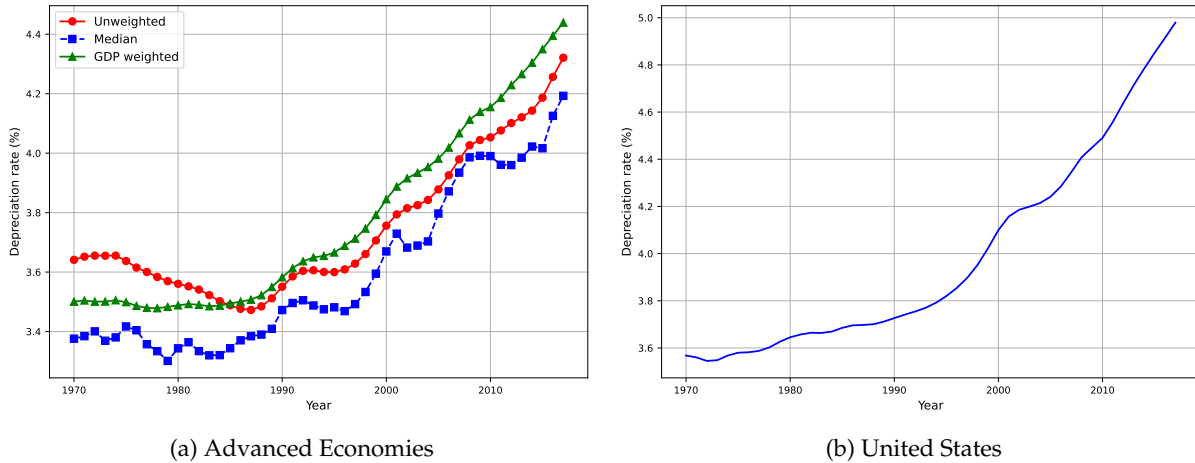 Unweighted
Median
GDP weighted
4.4
4.2
4.0
3.8
3.6
3.4
Depreciation rate (%)
1970
1980
1990
2000
2010
Year
(a) Advanced Economies
5.0
4.8
4.6
4.4
4.2
4.0
3.8
3.6
Depreciation rate (%)
1970
1980
1990
2000
2010
Year
(b) United States